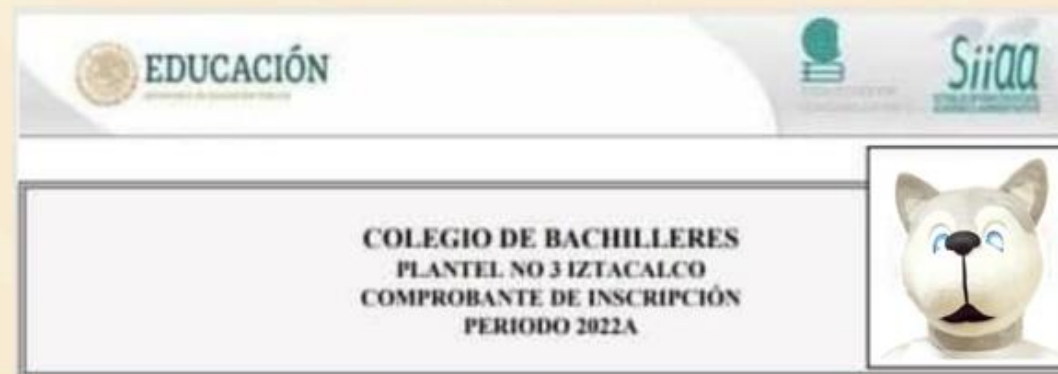 EDUCACIÓN
Siiaa
COLEGIO DE BACHILLERES
PLANTEL NO 3 IZTACALCO
COMPROBANTE DE INSCRIPCIÓN
PERIODO 2022A